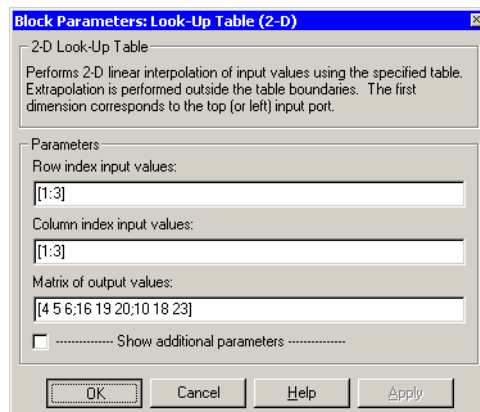 Block Parameters: Look-Up Table (2-D)
2-D Look-Up Table
Performs 2-D linear interpolation of input values using the specified table.
Extrapolation is performed outside the table boundaries. The first
dimension corresponds to the top (or left) input port.
Parameters
Row index input values:
[1:3]
Column index input values:
[1:3]
Matrix of output values:
[4 5 6;16 19 20;10 18 23]
-------------- Show additional parameters --------------
OK Cancel Help Apply